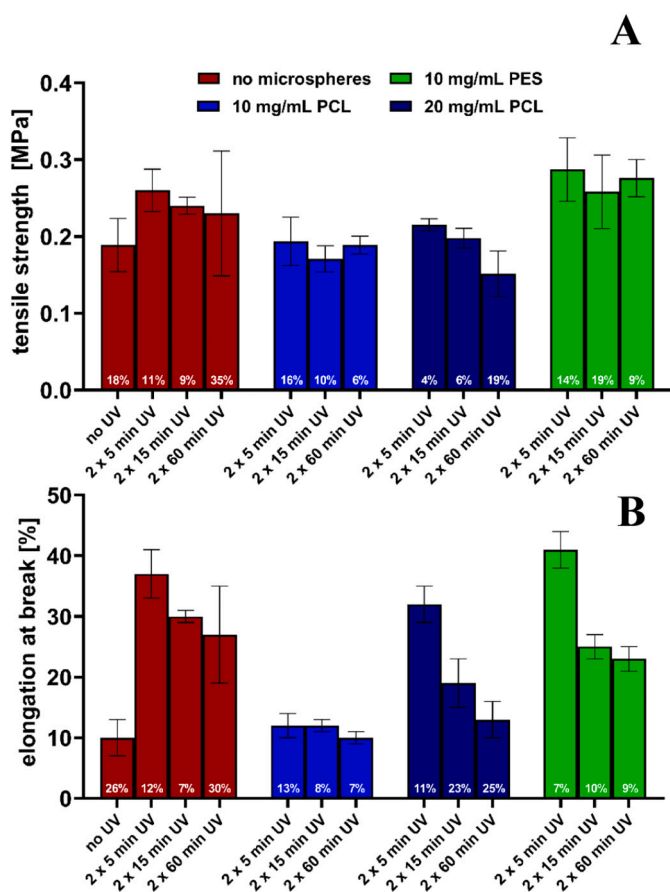 A
no microspheres
10 mg/mL PES
10 mg/mL PCL
20 mg/mL PCL
tensile strength [MPa]
0.4
0.3
0.2
0.1
0.0
18% 11% 9% 35% 16% 10% 6% 4% 6% 19% 14% 19% 9%
no UV
2 x 5 min UV
2 x 15 min UV
2 x 60 min UV
2 x 5 min UV
2 x 15 min UV
2 x 60 min UV
2 x 5 min UV
2 x 15 min UV
2 x 60 min UV
2 x 5 min UV
2 x 15 min UV
2 x 60 min UV
B
elongation at break [%]
50
40
30
20
10
0
26% 12% 7% 30% 13% 8% 7% 11% 23% 25% 7% 10% 9%
no UV
2 x 5 min UV
2 x 15 min UV
2 x 60 min UV
2 x 5 min UV
2 x 15 min UV
2 x 60 min UV
2 x 5 min UV
2 x 15 min UV
2 x 60 min UV
2 x 5 min UV
2 x 15 min UV
2 x 60 min UV